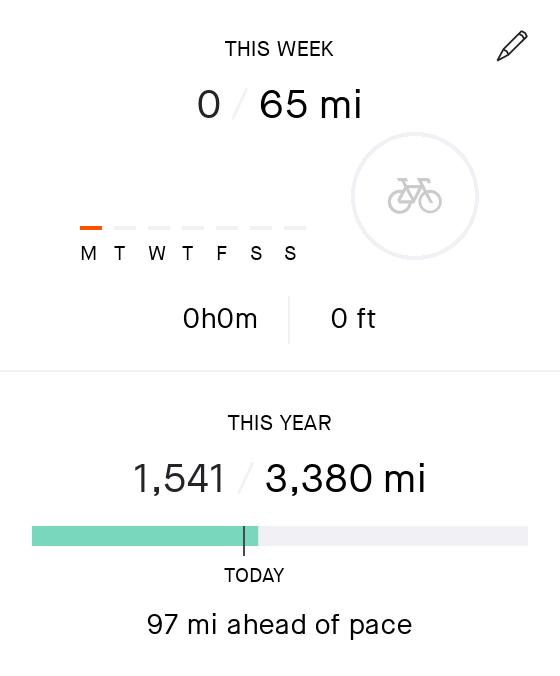 THIS WEEK
0 / 65 mi
M T W T F S S
0h0m 0 ft
THIS YEAR
1,541 / 3,380 mi
TODAY
97 mi ahead of pace